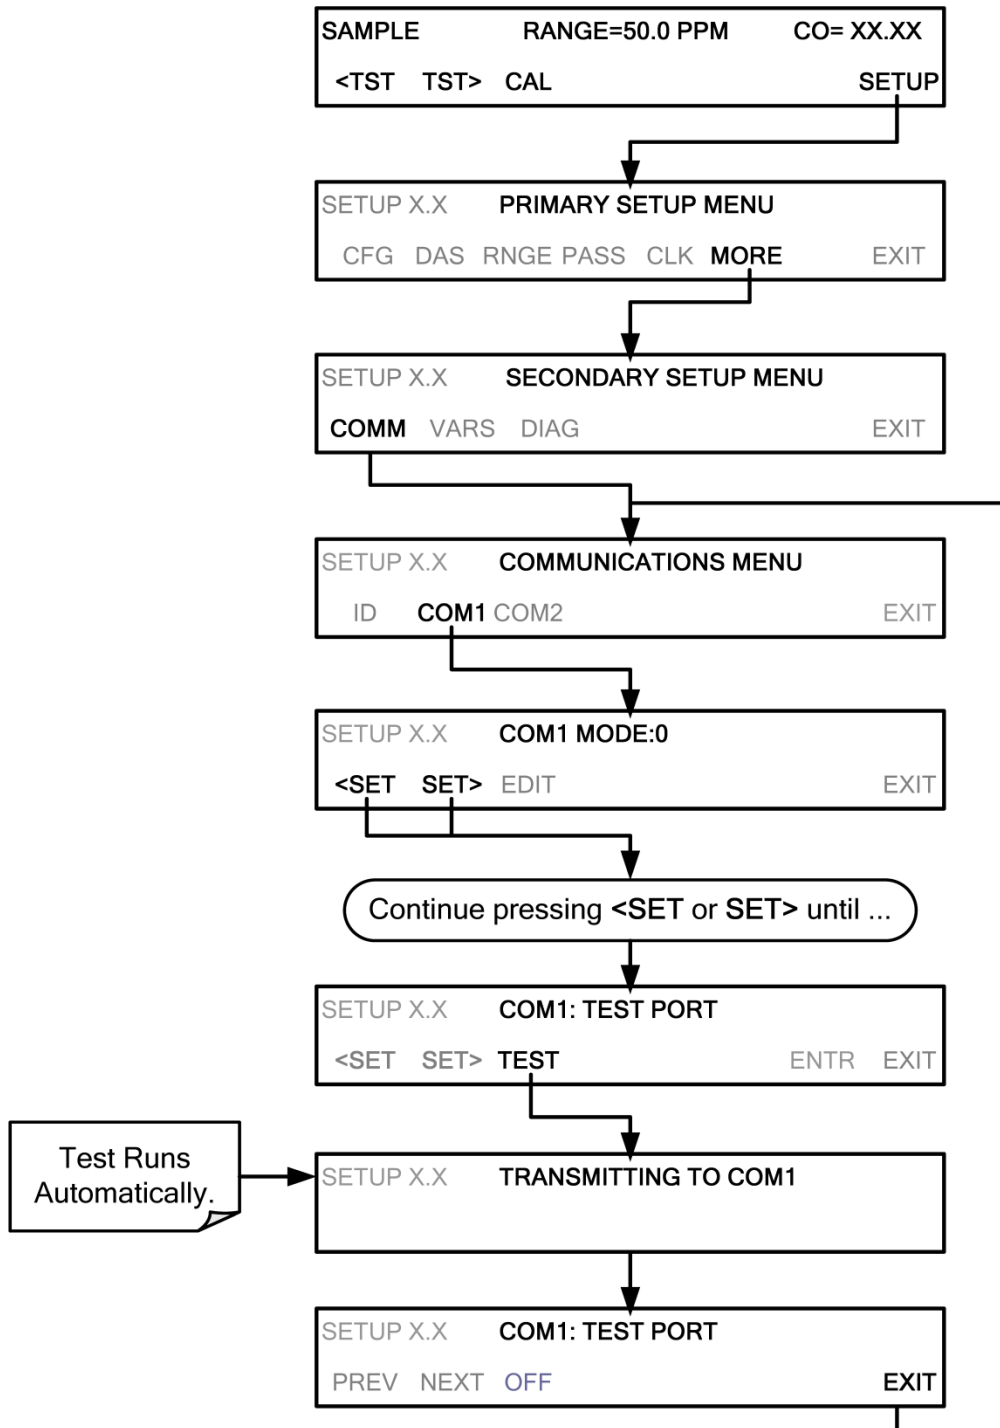 SAMPLE RANGE=50.0 PPM CO= XX.XX
<TST TST> CAL SETUP
SETUP X.X PRIMARY SETUP MENU
CFG DAS RNGE PASS CLK MORE EXIT
SETUP X.X SECONDARY SETUP MENU
COMM VARS DIAG EXIT
SETUP X.X COMMUNICATIONS MENU
ID COM1 COM2 EXIT
SETUP X.X COM1 MODE:0
<SET SET> EDIT EXIT
Continue pressing <SET or SET> until ...
SETUP X.X COM1: TEST PORT
<SET SET> TEST ENTR EXIT
Test Runs
Automatically.
SETUP X.X TRANSMITTING TO COM1
SETUP X.X COM1: TEST PORT
PREV NEXT OFF EXIT